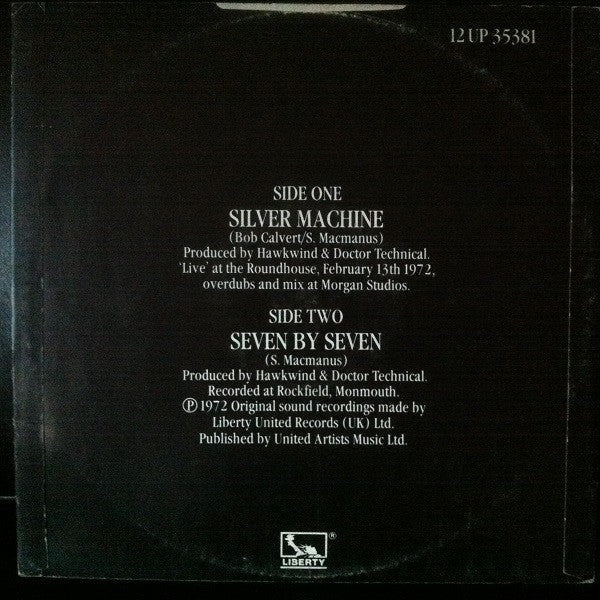 12 UP 35381
SIDE ONE
SILVER MACHINE
(Bob Calvert/S. Macmanus)
Produced by Hawkwind & Doctor Technical.
'Live' at the Roundhouse, February 13th 1972,
overdubs and mix at Morgan Studios.
SIDE TWO
SEVEN BY SEVEN
(S. Macmanus)
Produced by Hawkwind & Doctor Technical.
Recorded at Rockfield, Monmouth.
℗ 1972 Original sound recordings made by
Liberty United Records (UK) Ltd.
Published by United Artists Music Ltd.
®
LIBERTY